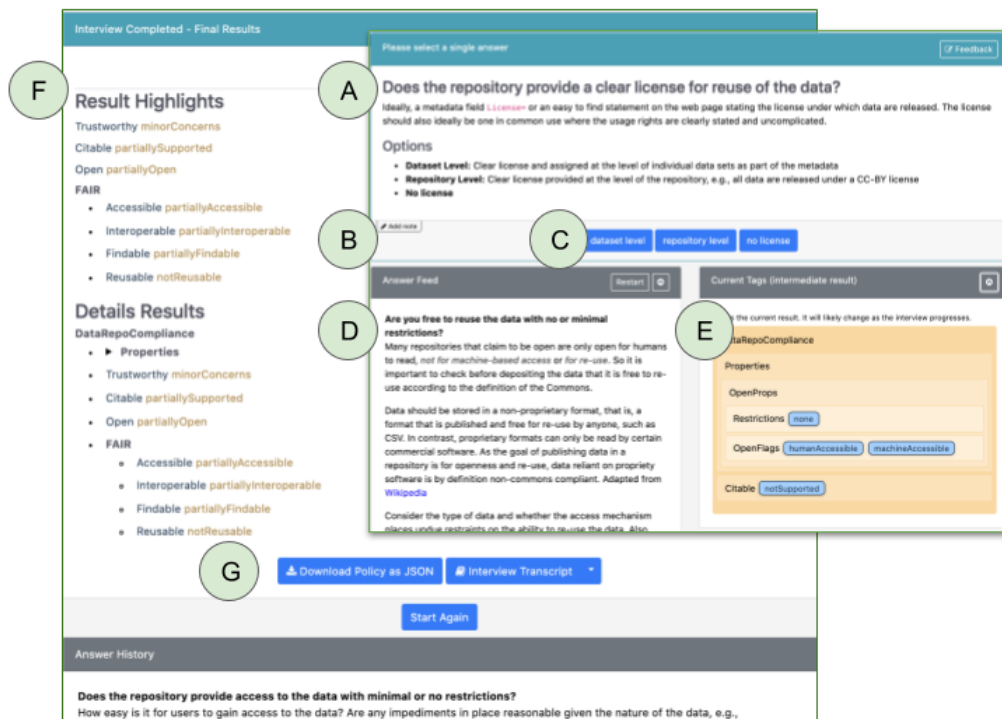 Interview Completed - Final Results
F
Result Highlights
Trustworthy minorConcerns
Citable partiallySupported
Open partiallyOpen
FAIR
Accessible partiallyAccessible
Interoperable partiallyInteroperable
Findable partiallyFindable
Reusable notReusable
Details Results
DataRepoCompliance
Properties
Trustworthy minorConcerns
Citable partiallySupported
Open partiallyOpen
FAIR
Accessible partiallyAccessible
Interoperable partiallyInteroperable
Findable partiallyFindable
Reusable notReusable
Please select a single answer
Feedback
A
Does the repository provide a clear license for reuse of the data?
Ideally, a metadata field License= or an easy to find statement on the web page stating the license under which data are released. The license
should also ideally be one in common use where the usage rights are clearly stated and uncomplicated.
Options
Dataset Level: Clear license and assigned at the level of individual data sets as part of the metadata
Repository Level: Clear license provided at the level of the repository, e.g., all data are released under a CC-BY license
No license
B
Add note
C
dataset level
repository level
no license
Answer Feed
Restart
D
Are you free to reuse the data with no or minimal
restrictions?
Many repositories that claim to be open are only open for humans
to read, not for machine-based access or for re-use. So it is
important to check before depositing the data that it is free to re-
use according to the definition of the Commons.
Data should be stored in a non-proprietary format, that is, a
format that is published and free for re-use by anyone, such as
CSV. In contrast, proprietary formats can only be read by certain
commercial software. As the goal of publishing data in a
repository is for openness and re-use, data reliant on propriety
software is by definition non-commons compliant. Adapted from
Wikipedia
Consider the type of data and whether the access mechanism
places undue restraints on the ability to re-use the data. Also
Current Tags (intermediate result)
E
the current result. It will likely change as the interview progresses.
DataRepoCompliance
Properties
OpenProps
Restrictions none
OpenFlags humanAccessible machineAccessible
Citable notSupported
G
Download Policy as JSON
Interview Transcript
Start Again
Answer History
Does the repository provide access to the data with minimal or no restrictions?
How easy is it for users to gain access to the data? Are any impediments in place reasonable given the nature of the data, e.g.,